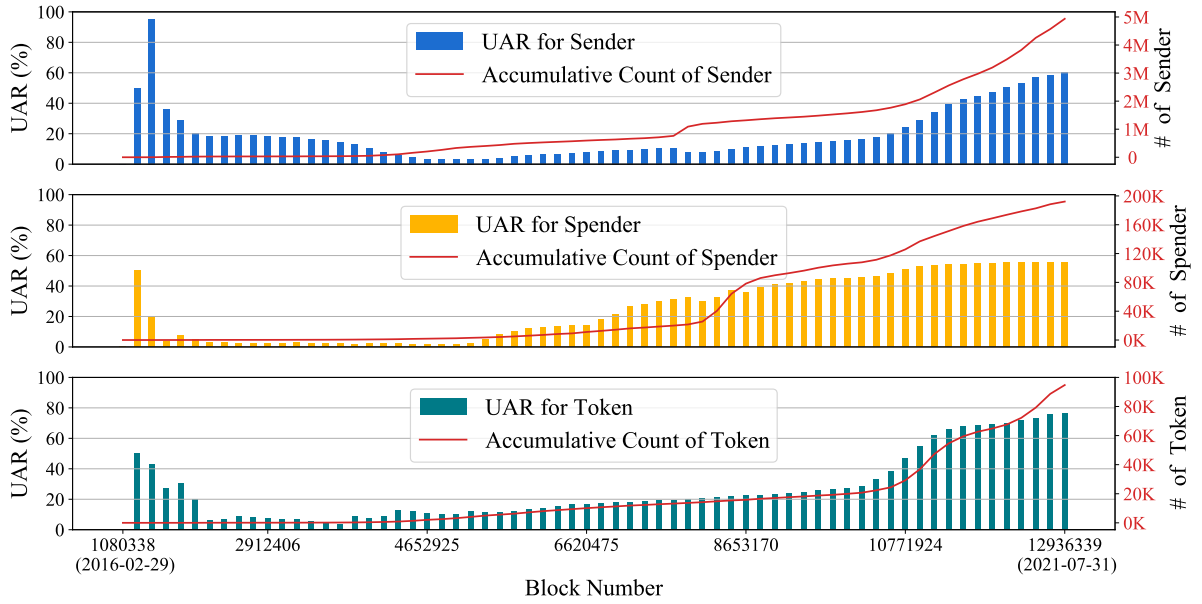 100
80
60
40
20
0
UAR (%)
UAR for Sender
Accumulative Count of Sender
5M
4M
3M
2M
1M
0
# of Sender
100
80
60
40
20
0
UAR (%)
UAR for Spender
Accumulative Count of Spender
200K
160K
120K
80K
40K
0K
# of Spender
100
80
60
40
20
0
UAR (%)
UAR for Token
Accumulative Count of Token
100K
80K
60K
40K
20K
0K
# of Token
1080338 2912406 4652925 6620475 8653170 10771924 12936339
(2016-02-29) (2021-07-31)
Block Number